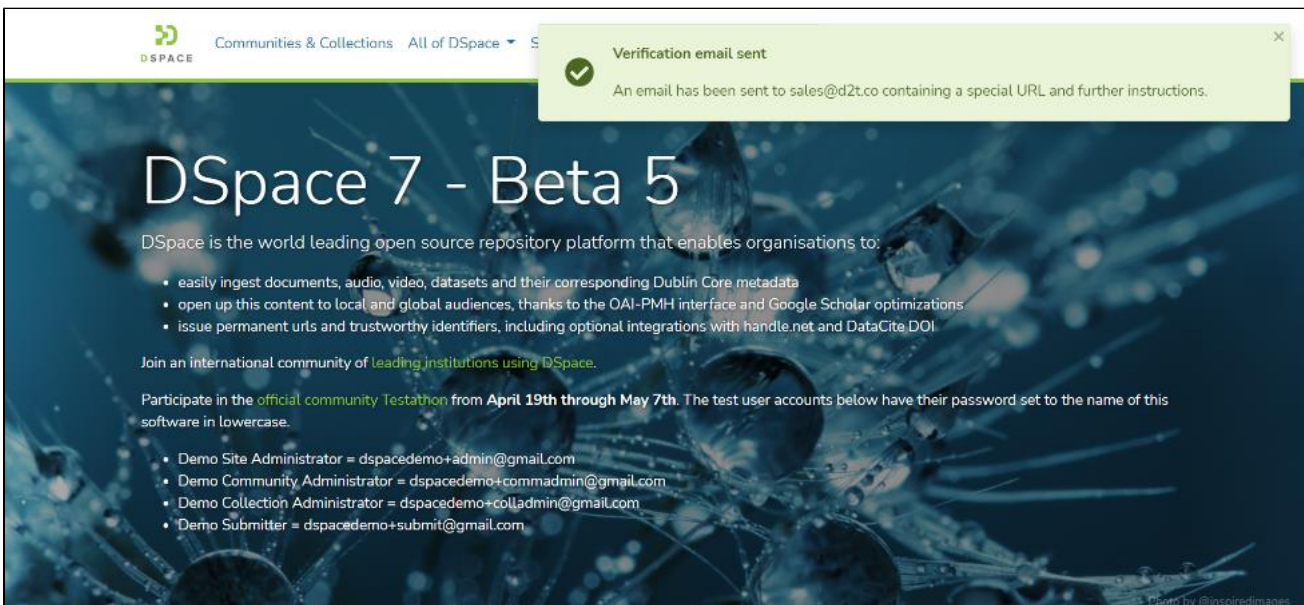 DSPACE
Communities & Collections All of DSpace S
Verification email sent
×
An email has been sent to sales@d2t.co containing a special URL and further instructions.
DSpace 7 - Beta 5
DSpace is the world leading open source repository platform that enables organisations to:
• easily ingest documents, audio, video, datasets and their corresponding Dublin Core metadata
• open up this content to local and global audiences, thanks to the OAI-PMH interface and Google Scholar optimizations
• issue permanent urls and trustworthy identifiers, including optional integrations with handle.net and DataCite DOI
Join an international community of leading institutions using DSpace.
Participate in the official community Testathon from April 19th through May 7th. The test user accounts below have their password set to the name of this
software in lowercase.
• Demo Site Administrator = dspacedemo+admin@gmail.com
• Demo Community Administrator = dspacedemo+commadmin@gmail.com
• Demo Collection Administrator = dspacedemo+colladmin@gmail.com
• Demo Submitter = dspacedemo+submit@gmail.com
Photo by @inspiredimages